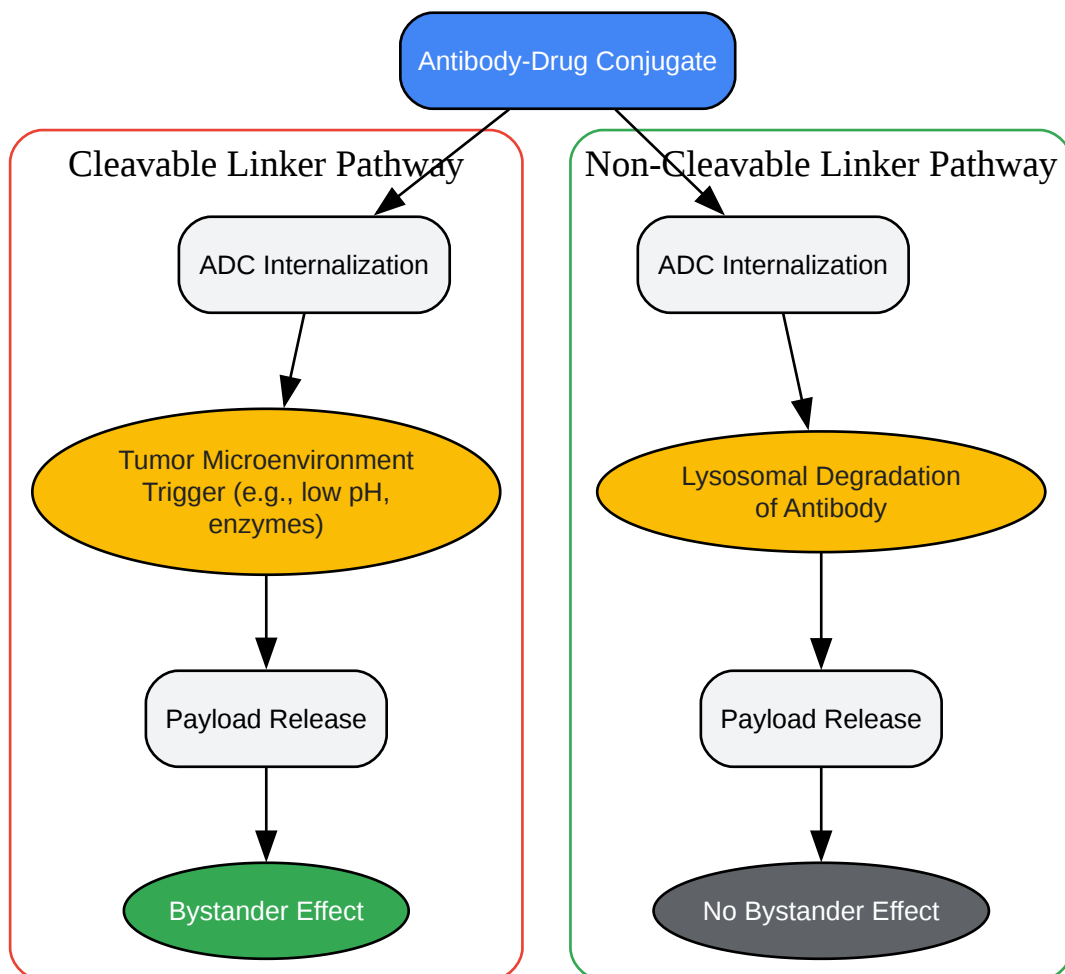 Antibody-Drug Conjugate
Cleavable Linker Pathway
ADC Internalization
Tumor Microenvironment
Trigger (e.g., low pH,
enzymes)
Payload Release
Bystander Effect
Non-Cleavable Linker Pathway
ADC Internalization
Lysosomal Degradation
of Antibody
Payload Release
No Bystander Effect